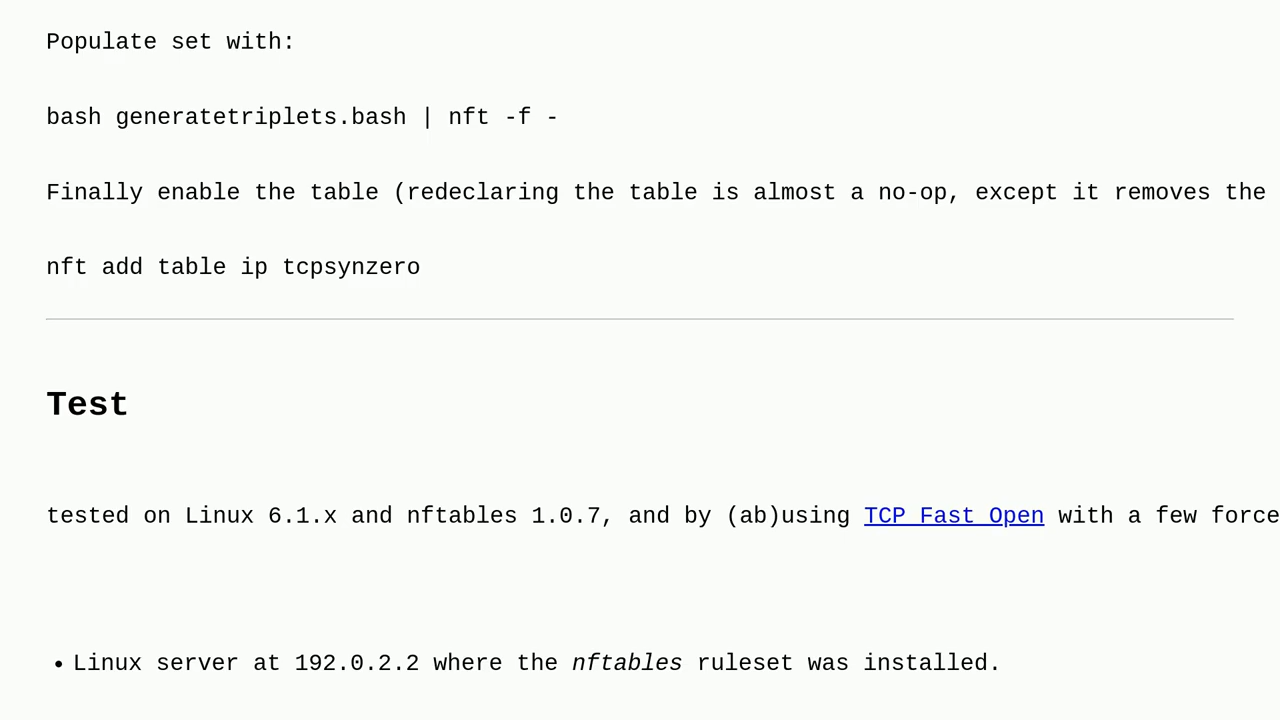 Populate set with:
bash generatetriplets.bash | nft -f -
Finally enable the table (redeclaring the table is almost a no-op, except it removes the
nft add table ip tcpsynzero
Test
tested on Linux 6.1.x and nftables 1.0.7, and by (ab)using TCP Fast Open with a few force
• Linux server at 192.0.2.2 where the nftables ruleset was installed.